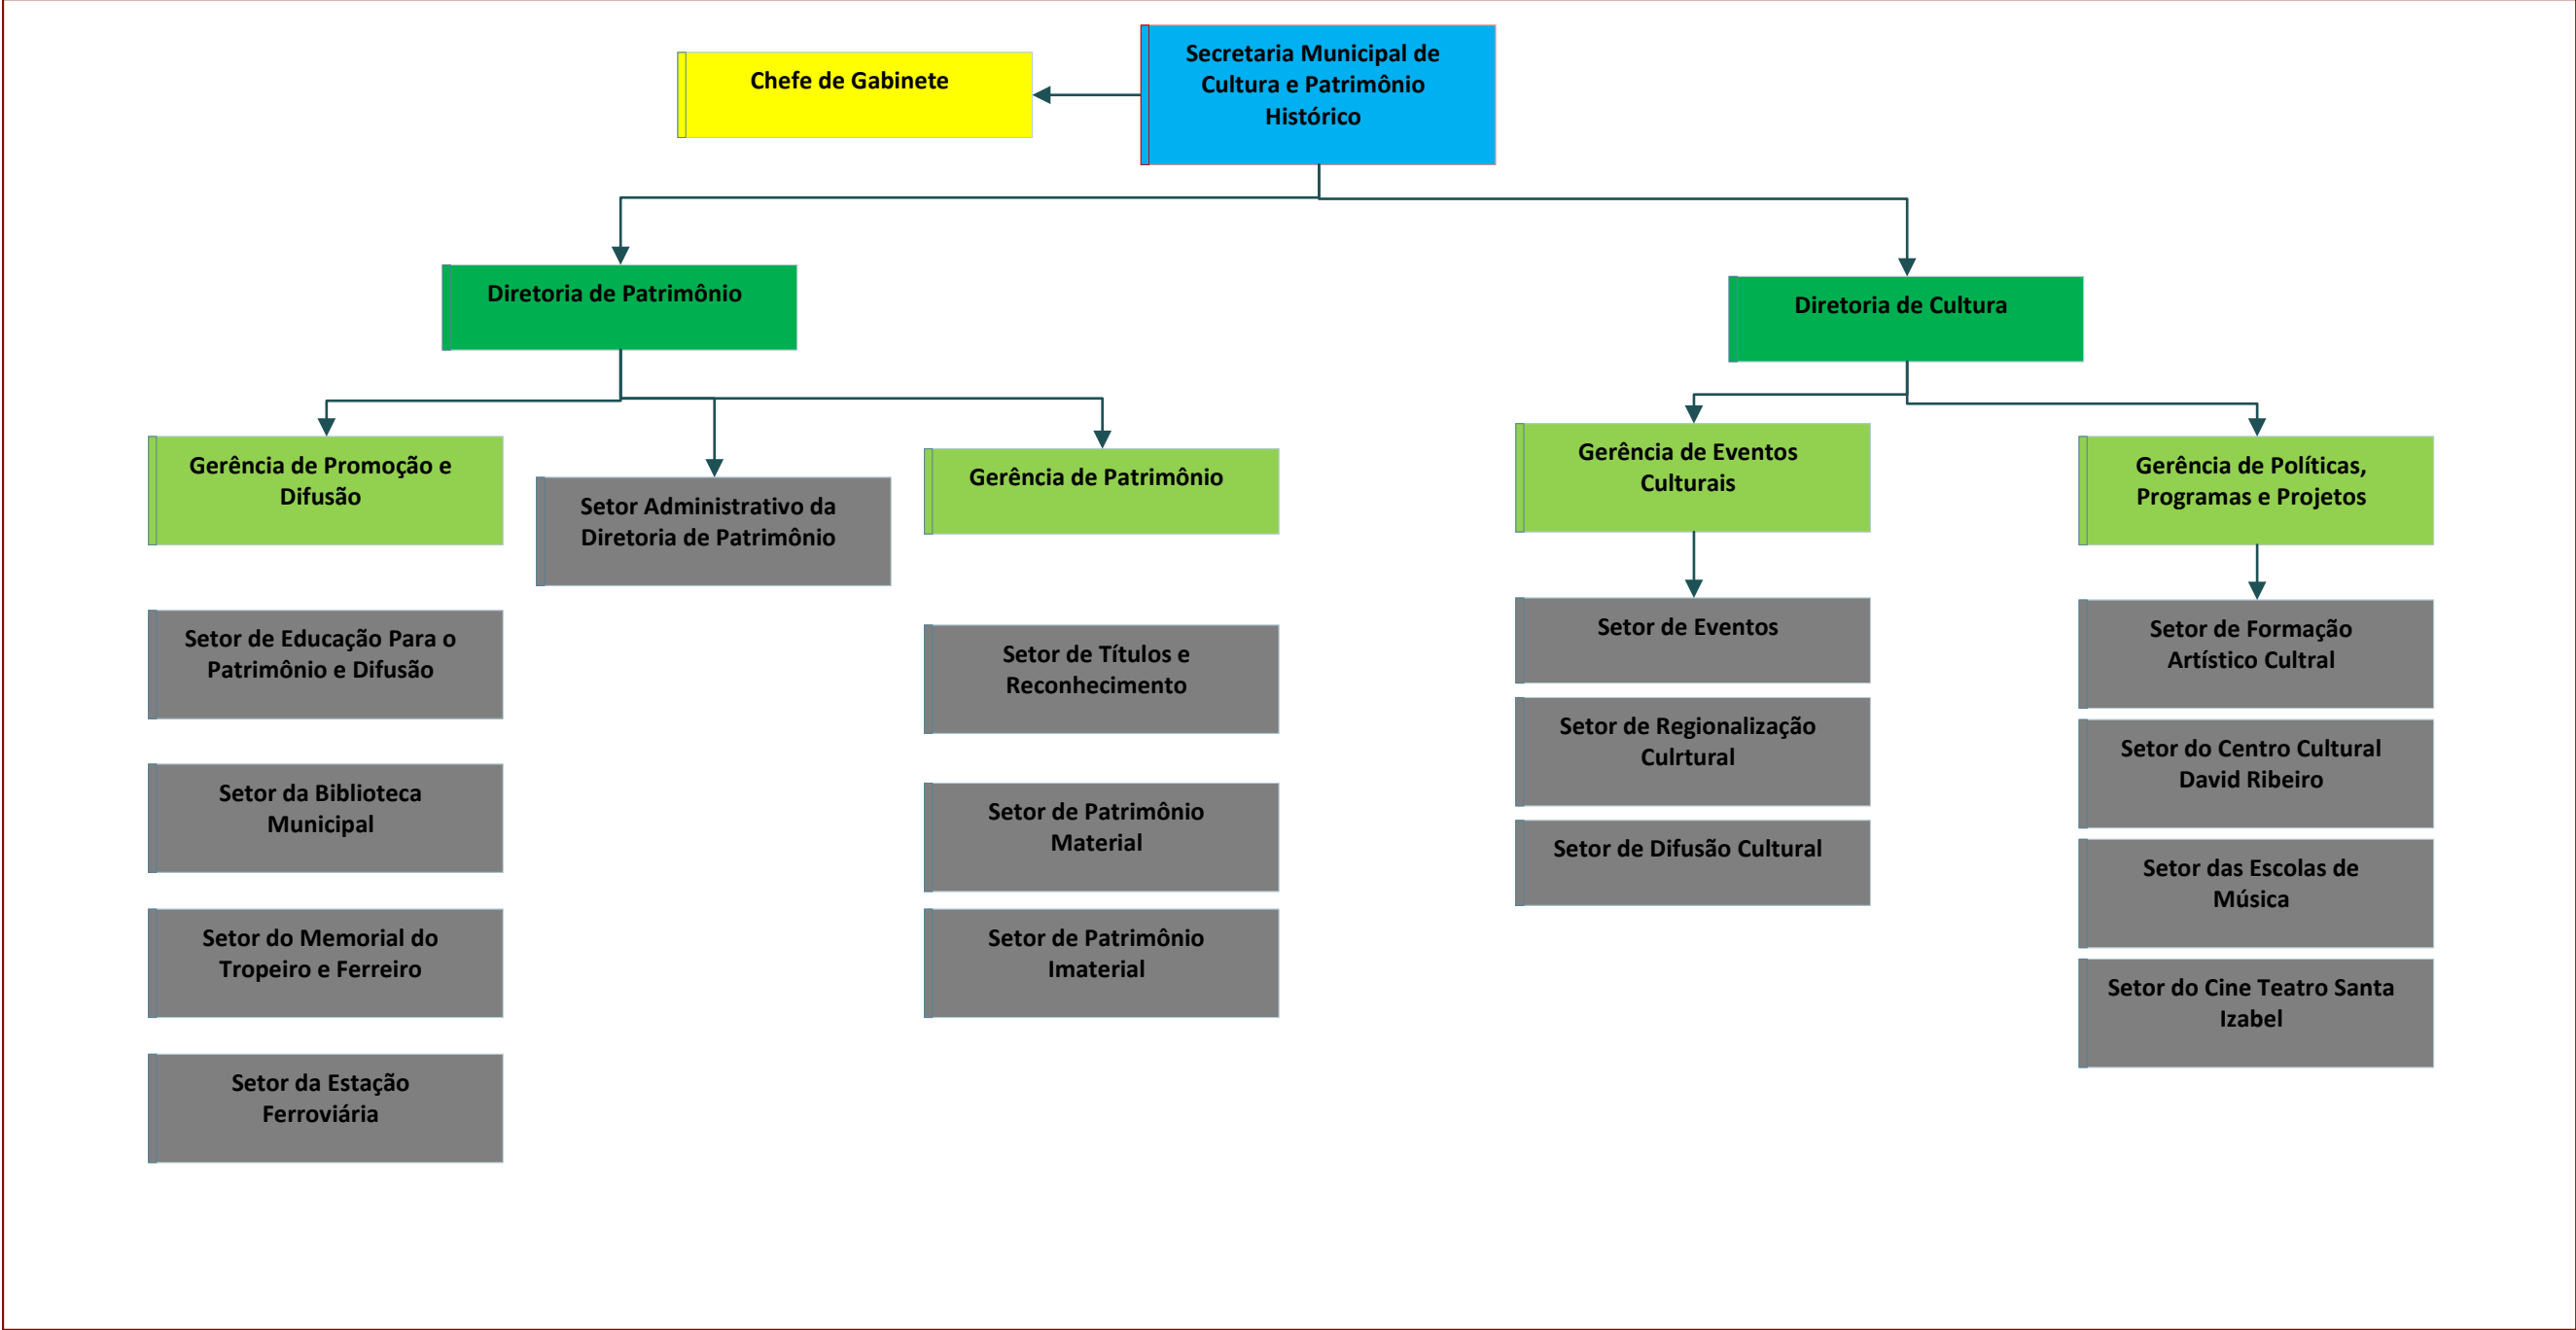 Secretaria Municipal de
Cultura e Patrimônio
Histórico
Chefe de Gabinete
Diretoria de Patrimônio
Diretoria de Cultura
Gerência de Promoção e
Difusão
Setor Administrativo da
Diretoria de Patrimônio
Gerência de Patrimônio
Gerência de Eventos
Culturais
Gerência de Políticas,
Programas e Projetos
Setor de Educação Para o
Patrimônio e Difusão
Setor da Biblioteca
Municipal
Setor do Memorial do
Tropeiro e Ferreiro
Setor da Estação
Ferroviária
Setor de Títulos e
Reconhecimento
Setor de Patrimônio
Material
Setor de Patrimônio
Imaterial
Setor de Eventos
Setor de Regionalização
Culrtural
Setor de Difusão Cultural
Setor de Formação
Artístico Cultral
Setor do Centro Cultural
David Ribeiro
Setor das Escolas de
Música
Setor do Cine Teatro Santa
Izabel